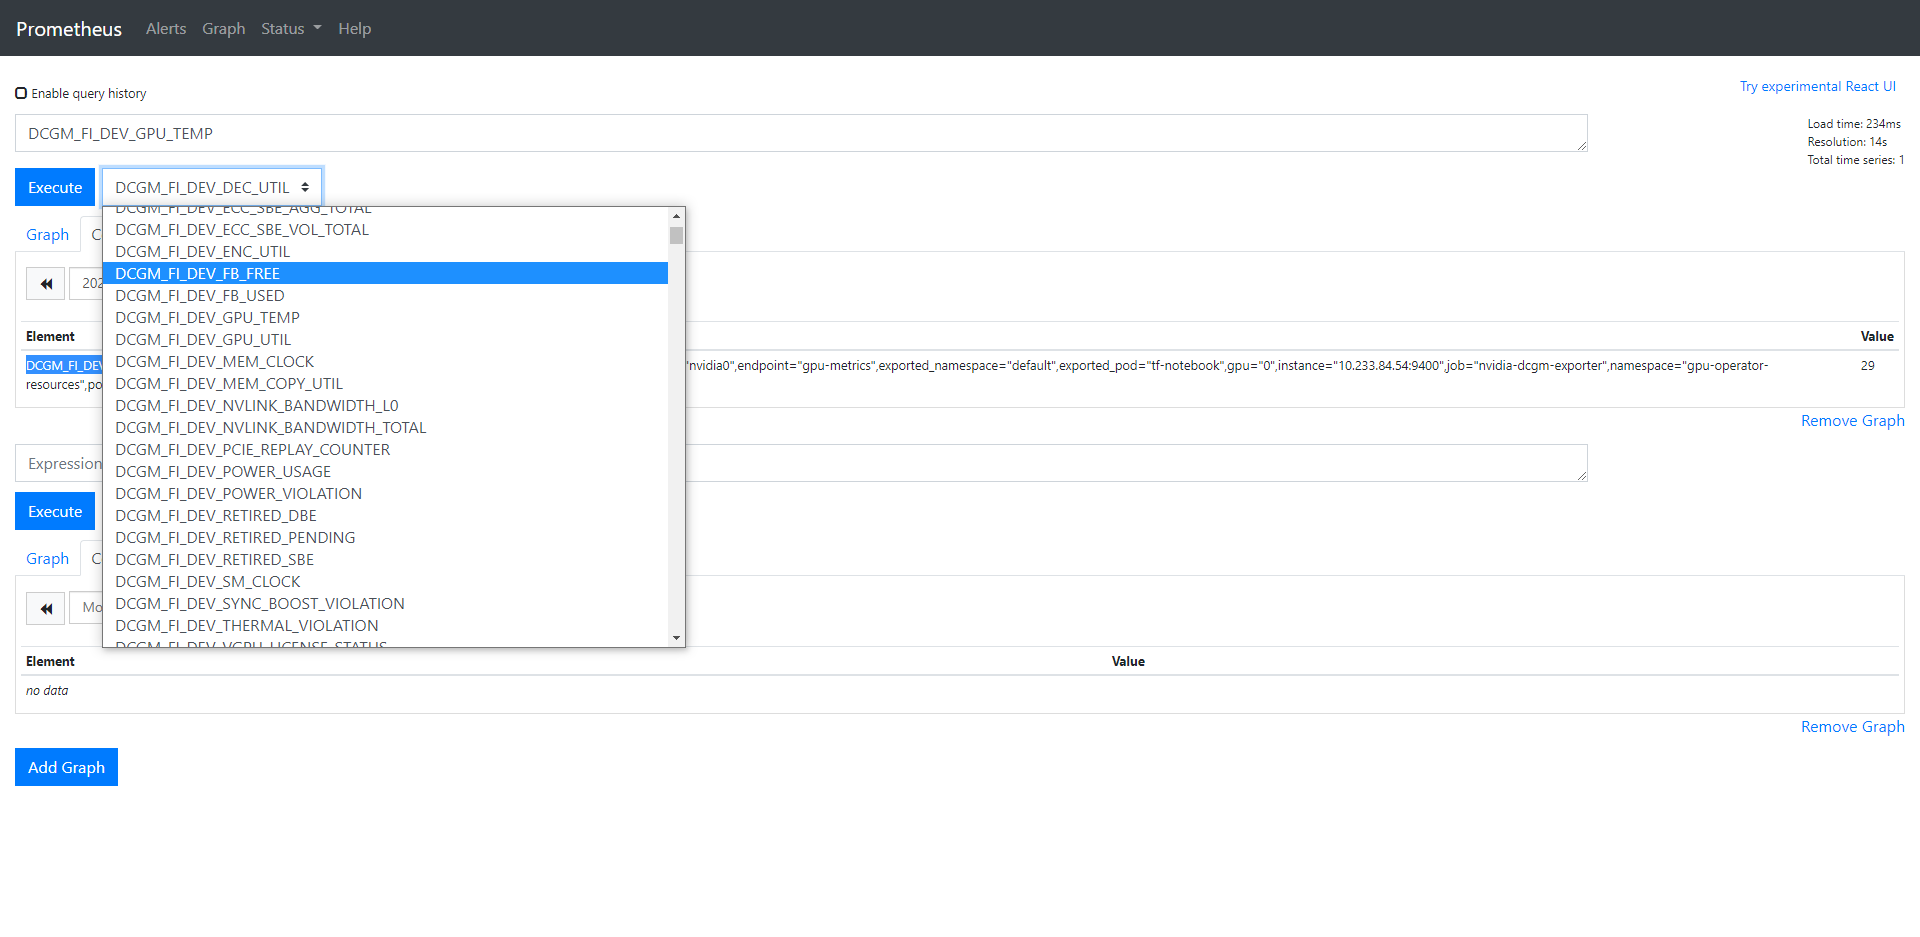 Prometheus Alerts Graph Status Help
Try experimental React UI
Enable query history
DCGM_FI_DEV_GPU_TEMP
Load time: 234ms
Resolution: 14s
Total time series: 1
Execute DCGM_FI_DEV_DEC_UTIL
DCGM_FI_DEV_ECC_SBE_AGG_TOTAL
DCGM_FI_DEV_ECC_SBE_VOL_TOTAL
DCGM_FI_DEV_ENC_UTIL
DCGM_FI_DEV_FB_FREE
DCGM_FI_DEV_FB_USED
DCGM_FI_DEV_GPU_TEMP
DCGM_FI_DEV_GPU_UTIL
DCGM_FI_DEV_MEM_CLOCK
DCGM_FI_DEV_MEM_COPY_UTIL
DCGM_FI_DEV_NVLINK_BANDWIDTH_L0
DCGM_FI_DEV_NVLINK_BANDWIDTH_TOTAL
DCGM_FI_DEV_PCIE_REPLAY_COUNTER
DCGM_FI_DEV_POWER_USAGE
DCGM_FI_DEV_POWER_VIOLATION
DCGM_FI_DEV_RETIRED_DBE
DCGM_FI_DEV_RETIRED_PENDING
DCGM_FI_DEV_RETIRED_SBE
DCGM_FI_DEV_SM_CLOCK
DCGM_FI_DEV_SYNC_BOOST_VIOLATION
DCGM_FI_DEV_THERMAL_VIOLATION
DCGM_FI_DEV_VGPU_LICENSE_STATUS
Graph C
202
Element Value
DCGM_FI_DEV "nvidia0",endpoint="gpu-metrics",exported_namespace="default",exported_pod="tf-notebook",gpu="0",instance="10.233.84.54:9400",job="nvidia-dcgm-exporter",namespace="gpu-operator- 29
resources",po
Remove Graph
Expression
Execute
Graph C
Mo
Element Value
no data
Remove Graph
Add Graph